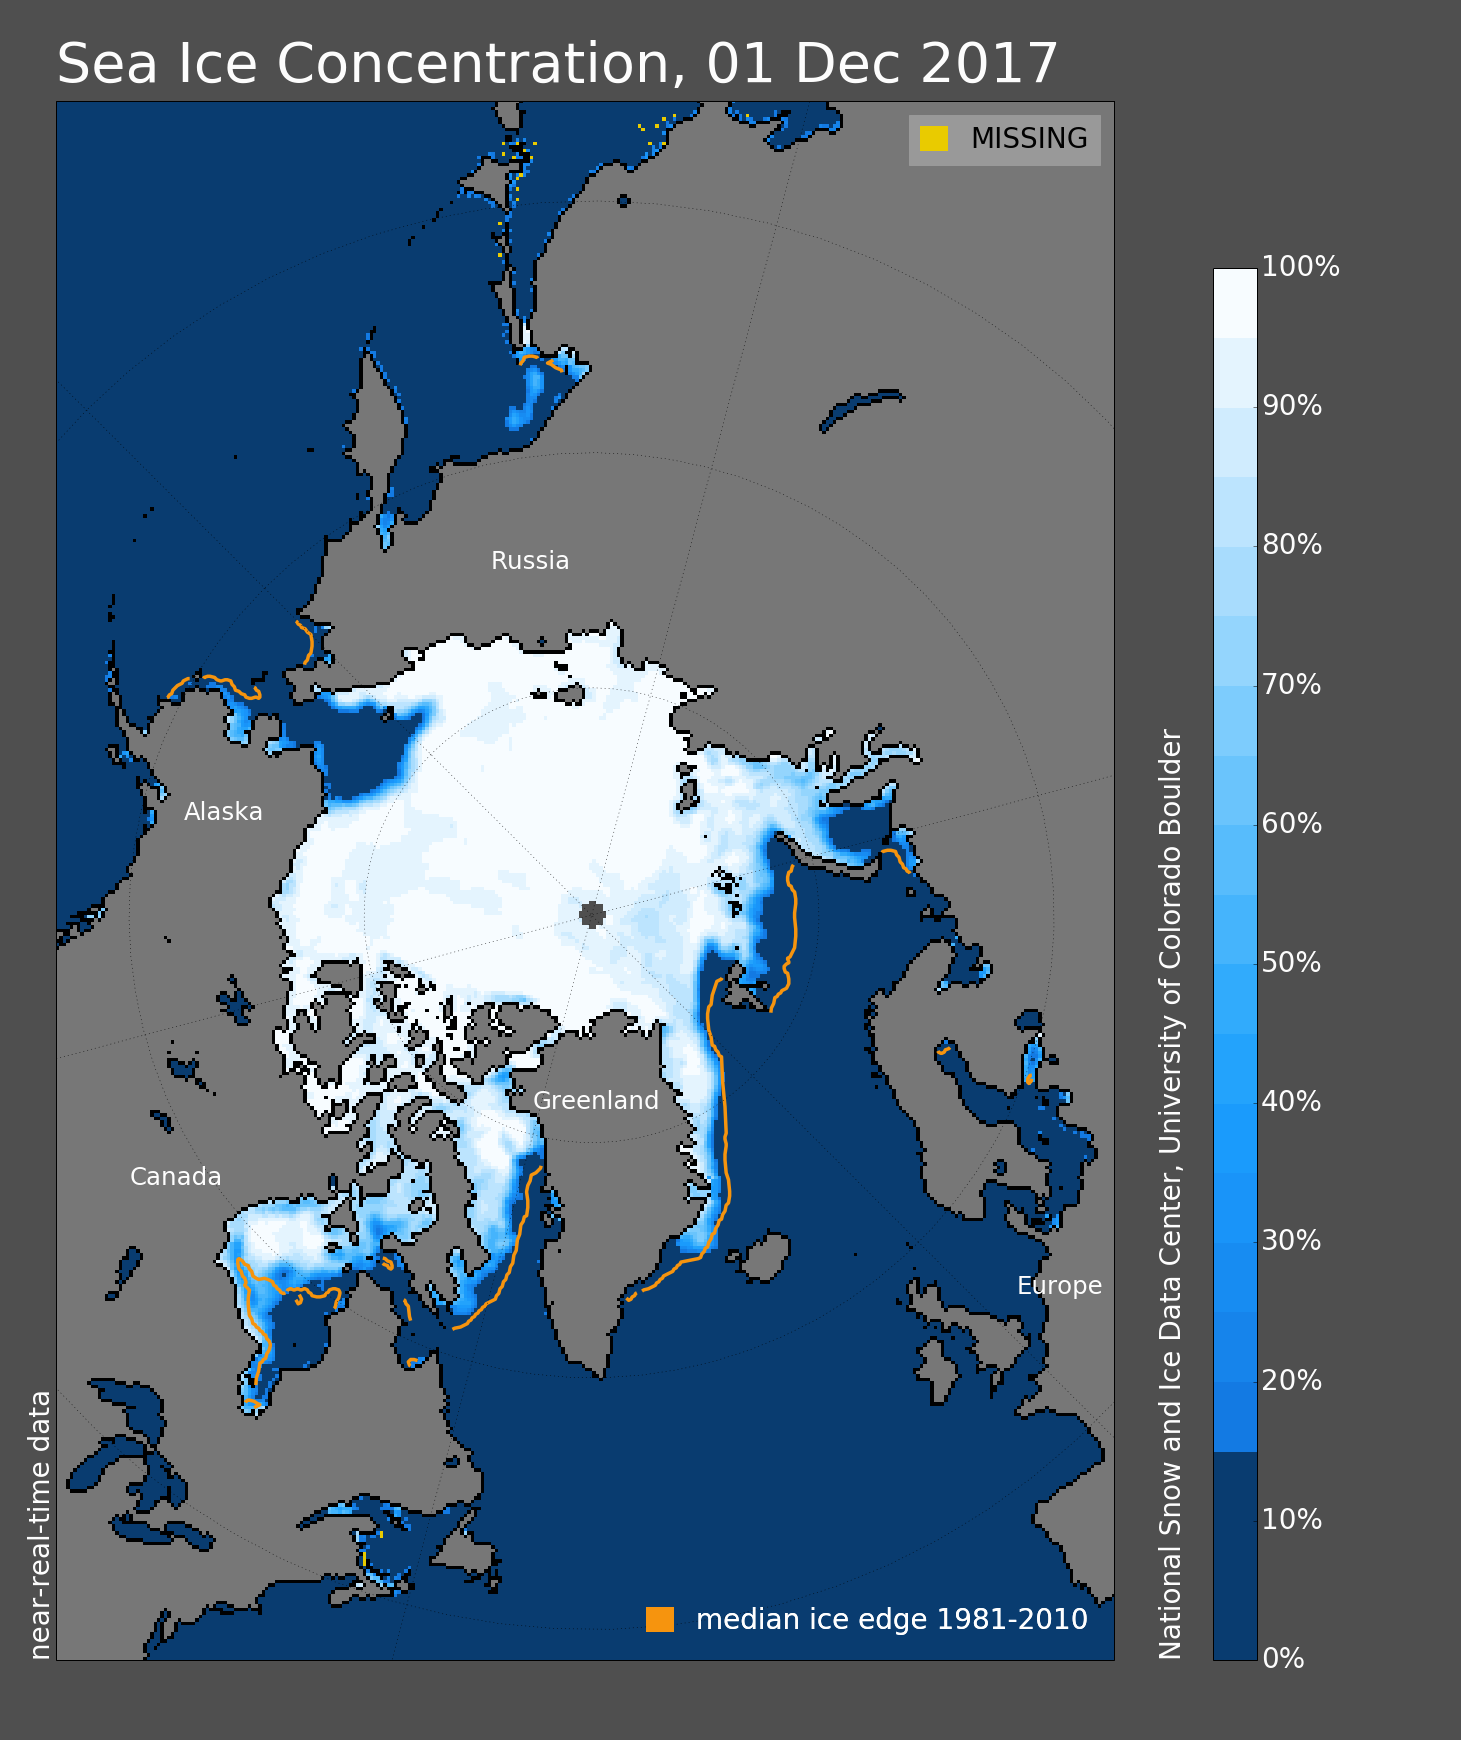 Sea Ice Concentration, 01 Dec 2017
MISSING
100%
90%
80%
70%
60%
50%
40%
30%
20%
10%
0%
Russia
Alaska
Greenland
Canada
Europe
median ice edge 1981-2010
near-real-time data
National Snow and Ice Data Center, University of Colorado Boulder